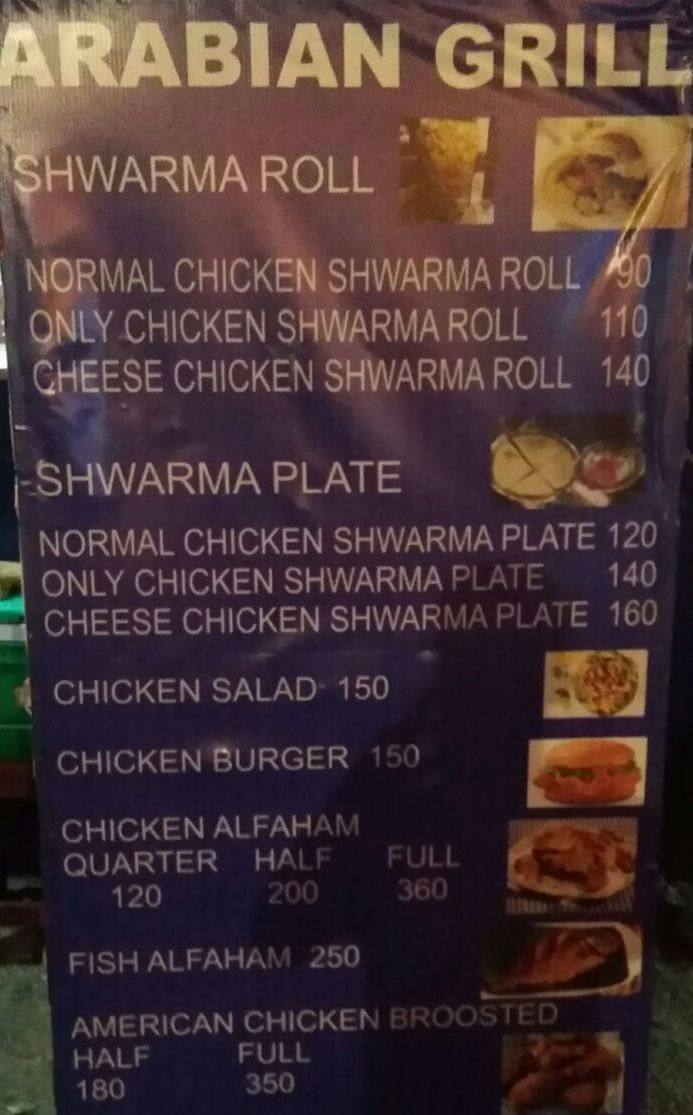 ARABIAN GRILL
SHWARMA ROLL
NORMAL CHICKEN SHWARMA ROLL 90
ONLY CHICKEN SHWARMA ROLL 110
CHEESE CHICKEN SHWARMA ROLL 140
SHWARMA PLATE
NORMAL CHICKEN SHWARMA PLATE 120
ONLY CHICKEN SHWARMA PLATE 140
CHEESE CHICKEN SHWARMA PLATE 160
CHICKEN SALAD 150
CHICKEN BURGER 150
CHICKEN ALFAHAM
QUARTER HALF FULL
120 200 360
FISH ALFAHAM 250
AMERICAN CHICKEN BROOSTED
HALF FULL
180 350